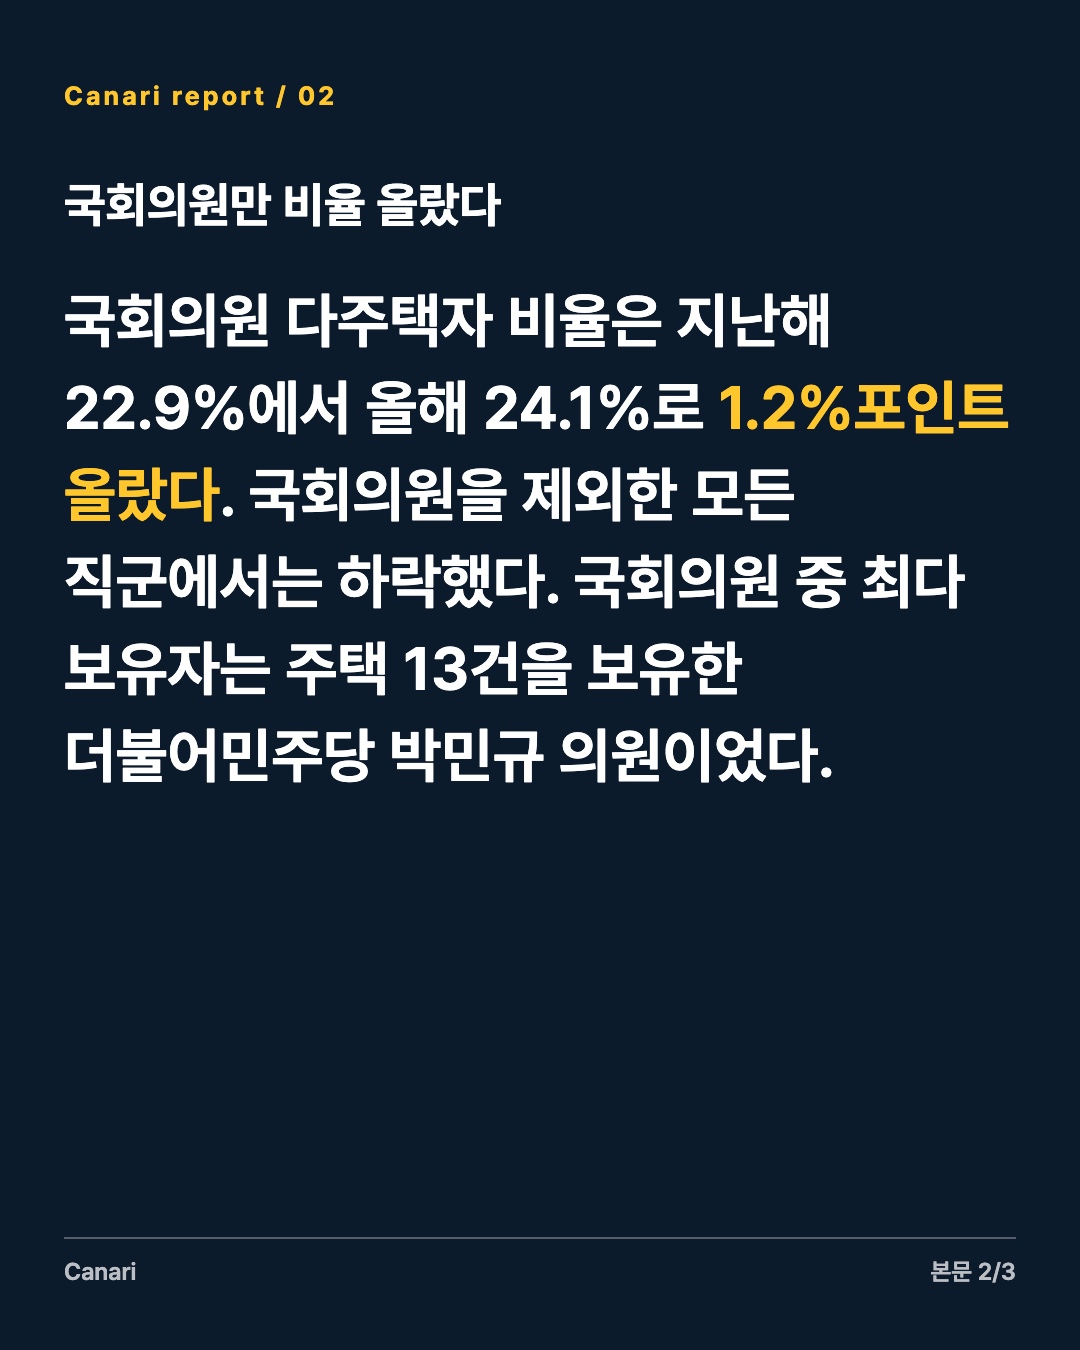 Canari report / 02
국회의원만 비율 올랐다
국회의원 다주택자 비율은 지난해
22.9%에서 올해 24.1%로 1.2%포인트
올랐다. 국회의원을 제외한 모든
직군에서는 하락했다. 국회의원 중 최다
보유자는 주택 13건을 보유한
더불어민주당 박민규 의원이었다.
Canari
본문 2/3